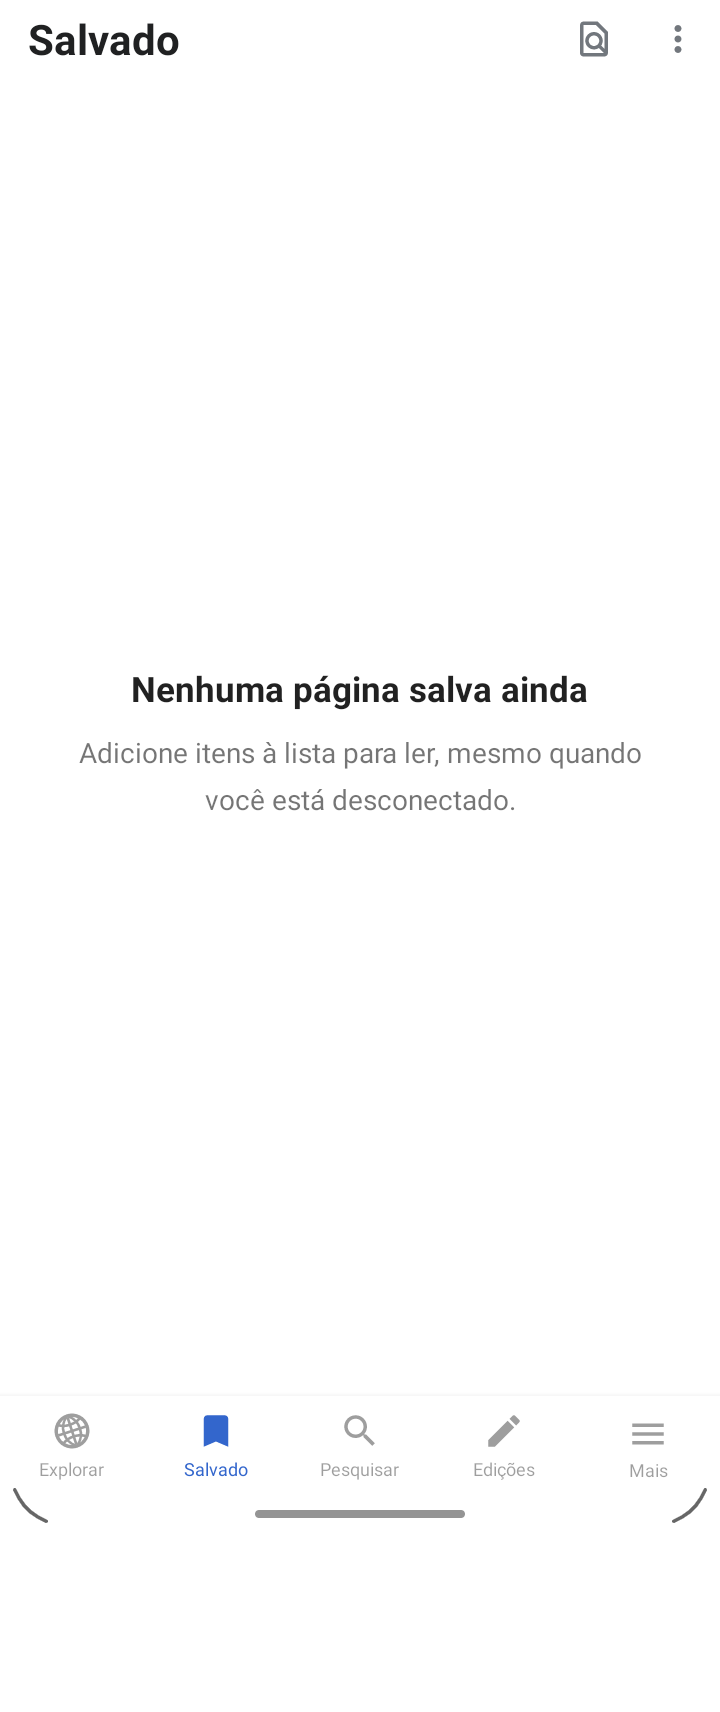 Salvado
Nenhuma página salva ainda
Adicione itens à lista para ler, mesmo quando
você está desconectado.
Explorar
Salvado
Pesquisar
Edições
Mais